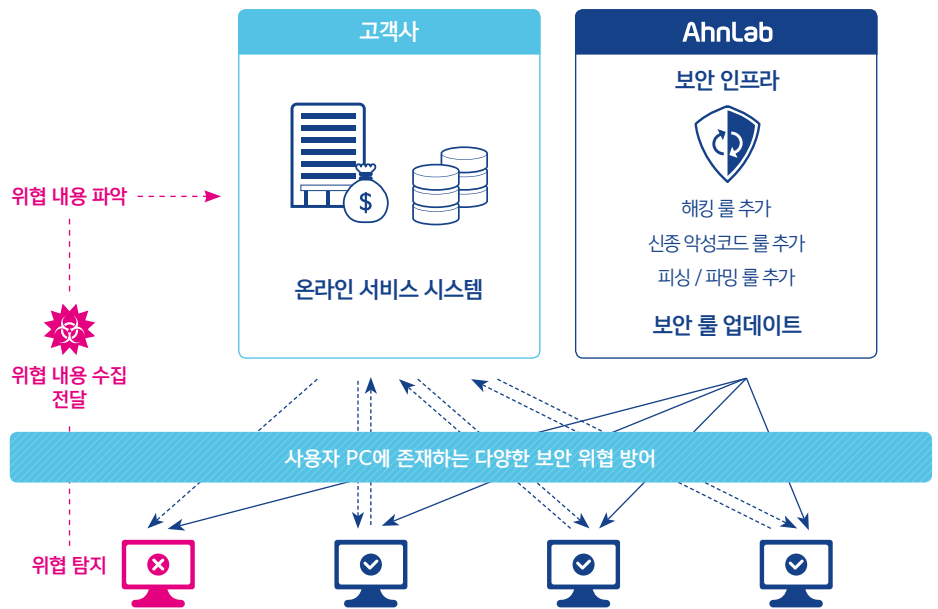 고객사
온라인 서비스 시스템
AhnLab
보안 인프라
해킹 룰 추가
신종 악성코드 룰 추가
피싱 / 파밍 룰 추가
보안 룰 업데이트
위협 내용 파악
$
위협 내용 수집
전달
사용자 PC에 존재하는 다양한 보안 위협 방어
위협 탐지